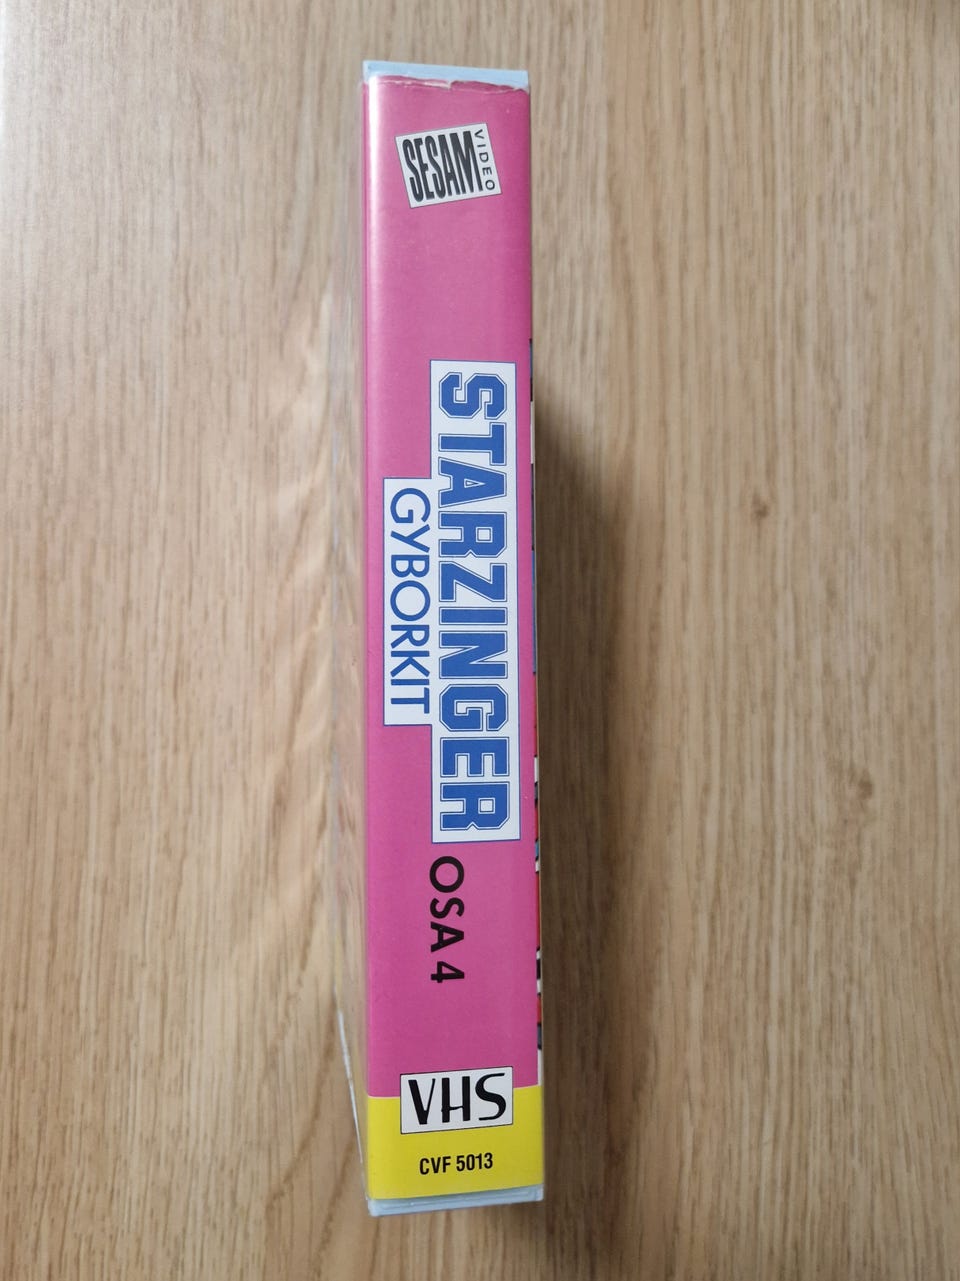 SESAM VIDEO
STARZINGER
GYBORKIT
OSA 4
VHS
CVF 5013